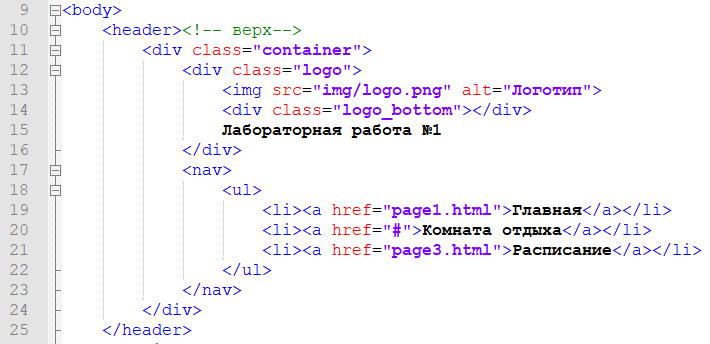 9 <body>
10 <header><!-- верх-->
11 <div class="container">
12 <div class="logo">
13 <img src="img/logo.png" alt="Логотип">
14 <div class="logo_bottom"></div>
15 Лабораторная работа №1
16 </div>
17 <nav>
18 <ul>
19 <li><a href="page1.html">Главная</a></li>
20 <li><a href="#">Комната отдыха</a></li>
21 <li><a href="page3.html">Расписание</a></li>
22 </ul>
23 </nav>
24 </div>
25 </header>